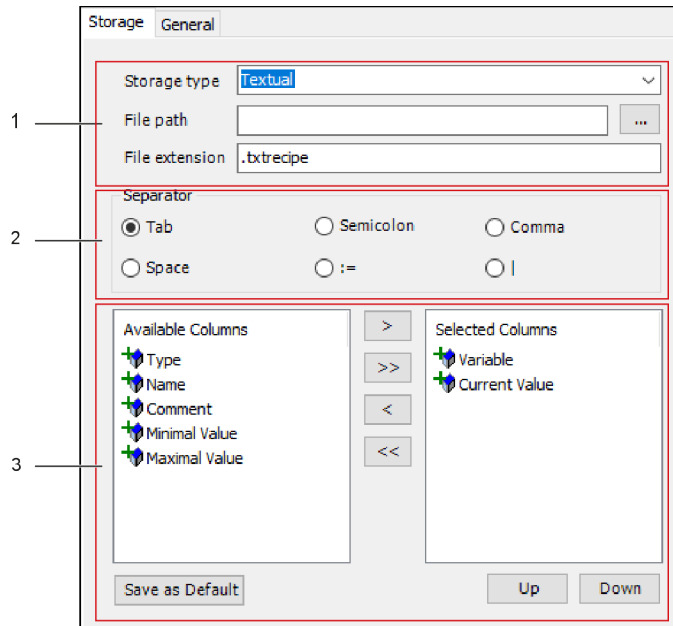 Storage General
1
Storage type Textual
File path ...
File extension .txtrecipe
2
Separator
Tab Semicolon Comma
Space := |
3
Available Columns > Selected Columns
Type Variable
Name >> Current Value
Comment <
Minimal Value
Maximal Value <<
Save as Default Up Down